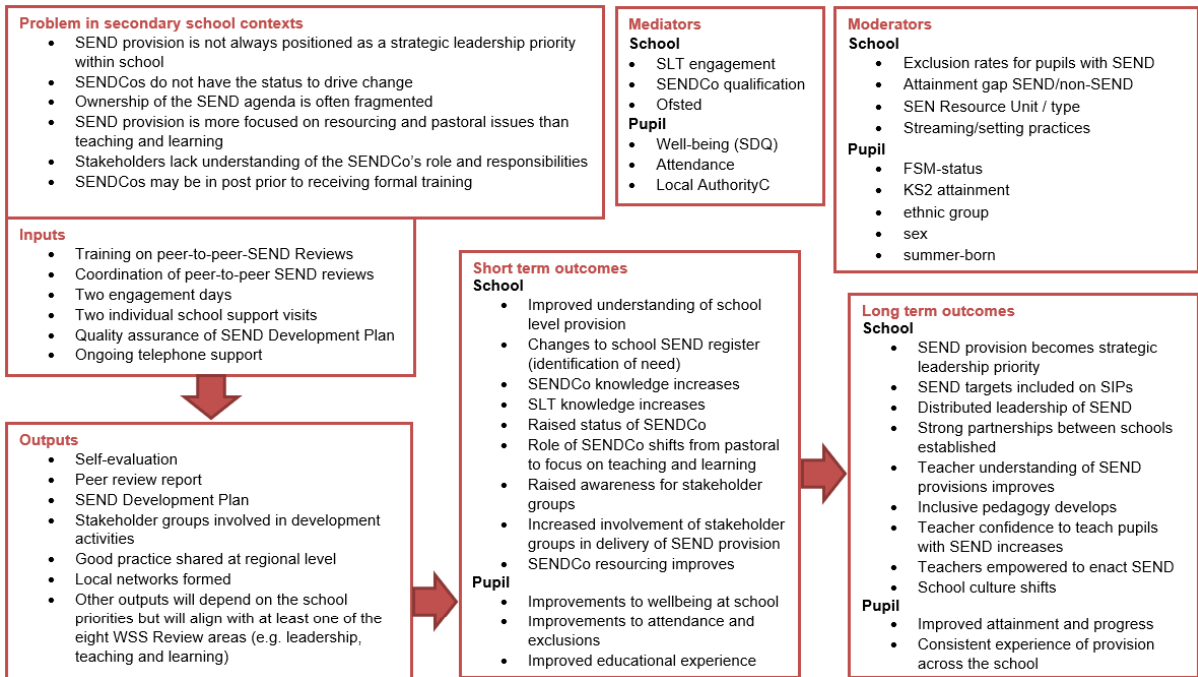 Problem in secondary school contexts
• SEND provision is not always positioned as a strategic leadership priority
within school
• SENDCos do not have the status to drive change
• Ownership of the SEND agenda is often fragmented
• SEND provision is more focused on resourcing and pastoral issues than
teaching and learning
• Stakeholders lack understanding of the SENDCo's role and responsibilities
• SENDCos may be in post prior to receiving formal training
Mediators
School
• SLT engagement
• SENDCo qualification
• Ofsted
Pupil
• Well-being (SDQ)
• Attendance
• Local AuthorityC
Moderators
School
• Exclusion rates for pupils with SEND
• Attainment gap SEND/non-SEND
• SEN Resource Unit / type
• Streaming/setting practices
Pupil
• FSM-status
• KS2 attainment
• ethnic group
• sex
• summer-born
Inputs
• Training on peer-to-peer-SEND Reviews
• Coordination of peer-to-peer SEND reviews
• Two engagement days
• Two individual school support visits
• Quality assurance of SEND Development Plan
• Ongoing telephone support
Outputs
• Self-evaluation
• Peer review report
• SEND Development Plan
• Stakeholder groups involved in development
activities
• Good practice shared at regional level
• Local networks formed
• Other outputs will depend on the school
priorities but will align with at least one of the
eight WSS Review areas (e.g. leadership,
teaching and learning)
Short term outcomes
School
• Improved understanding of school
level provision
• Changes to school SEND register
(identification of need)
• SENDCo knowledge increases
• SLT knowledge increases
• Raised status of SENDCo
• Role of SENDCo shifts from pastoral
to focus on teaching and learning
• Raised awareness for stakeholder
groups
• Increased involvement of stakeholder
groups in delivery of SEND provision
• SENDCo resourcing improves
Pupil
• Improvements to wellbeing at school
• Improvements to attendance and
exclusions
• Improved educational experience
Long term outcomes
School
• SEND provision becomes strategic
leadership priority
• SEND targets included on SIPs
• Distributed leadership of SEND
• Strong partnerships between schools
established
• Teacher understanding of SEND
provisions improves
• Inclusive pedagogy develops
• Teacher confidence to teach pupils
with SEND increases
• Teachers empowered to enact SEND
• School culture shifts
Pupil
• Improved attainment and progress
• Consistent experience of provision
across the school